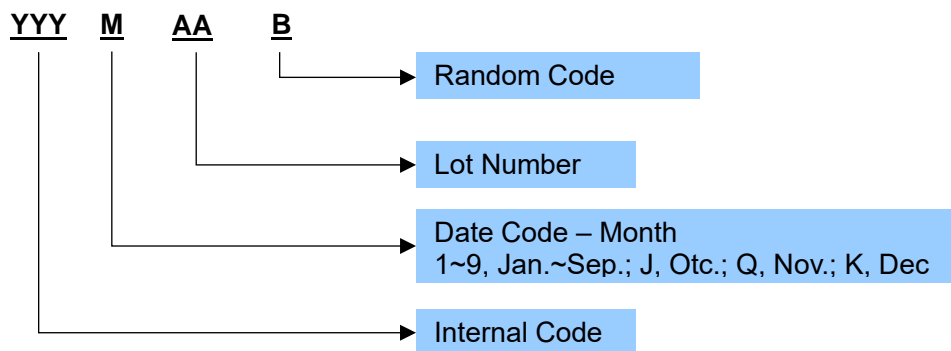 YYY M AA B
Random Code
Lot Number
Date Code – Month
1~9, Jan.~Sep.; J, Otc.; Q, Nov.; K, Dec
Internal Code